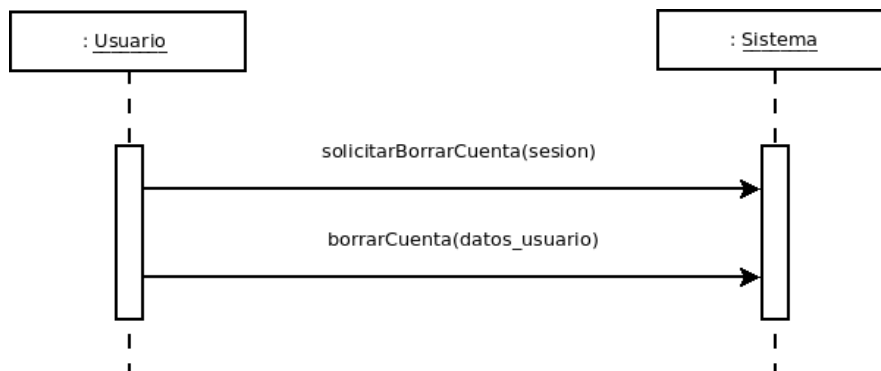 : Usuario
: Sistema
solicitarBorrarCuenta(sesion)
borrarCuenta(datos_usuario)